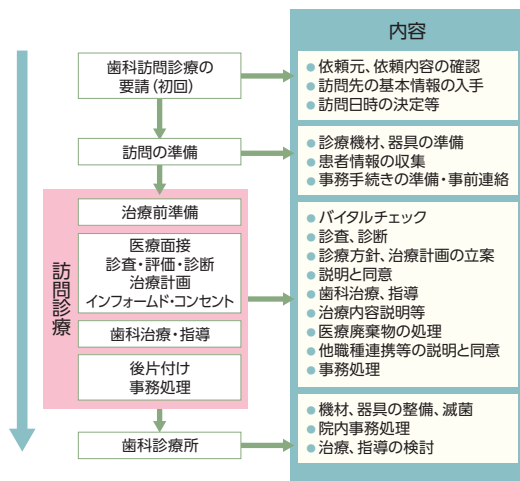 内容
歯科訪問診療の
要請（初回）
●依頼元、依頼内容の確認
●訪問先の基本情報の入手
●訪問日時の決定等
訪問の準備
●診療機材、器具の準備
●患者情報の収集
●事務手続きの準備・事前連絡
訪問診療
治療前準備
医療面接
診査・評価・診断
治療計画
インフォームド・コンセント
歯科治療・指導
後片付け
事務処理
●バイタルチェック
●診査、診断
●診療方針、治療計画の立案
●説明と同意
●歯科治療、指導
●治療内容説明等
●医療廃棄物の処理
●他職種連携等の説明と同意
●事務処理
歯科診療所
●機材、器具の整備、滅菌
●院内事務処理
●治療、指導の検討